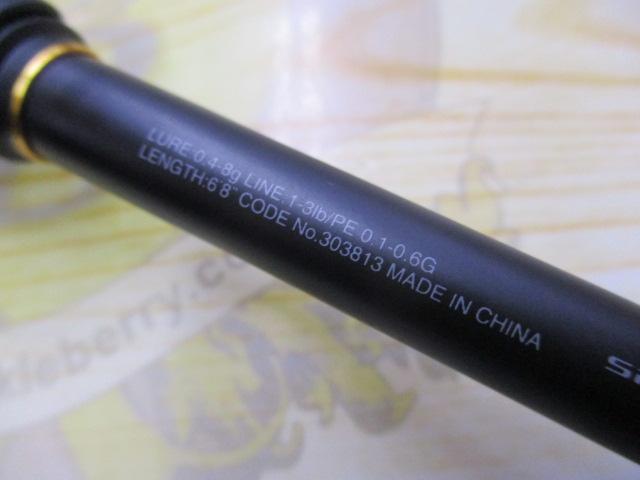 LURE:0.4-8g LINE.1-3lb/PE.0.1-0.6G
LENGTH:6'8" CODE No.303813 MADE IN CHINA